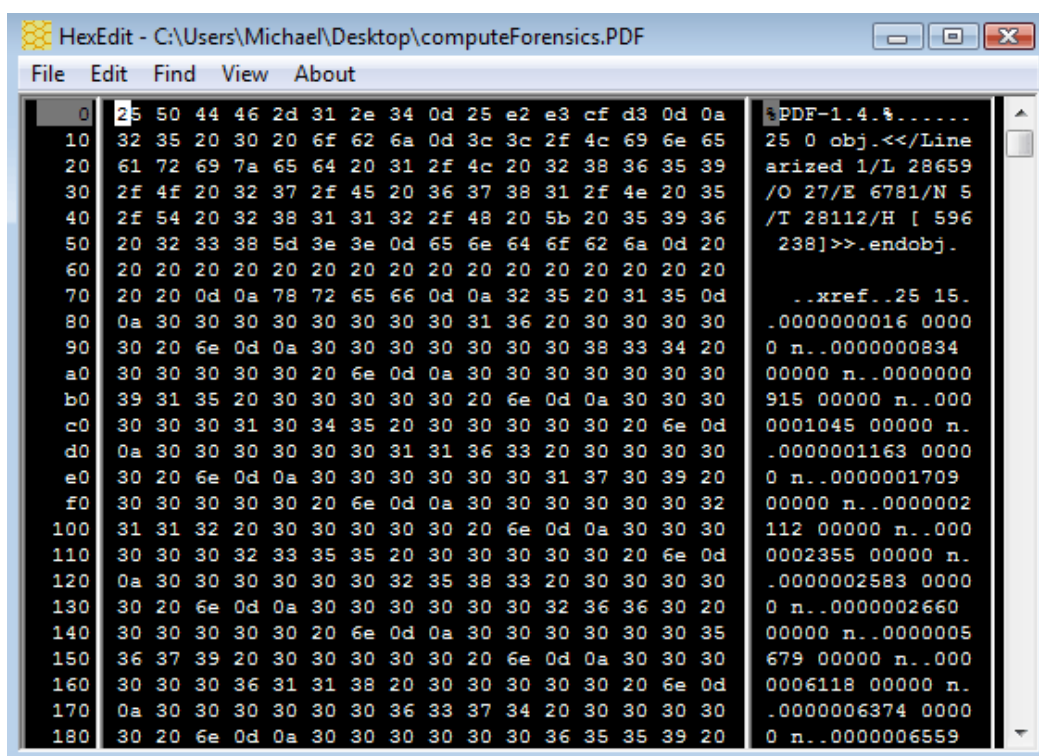 HexEdit - C:\Users\Michael\Desktop\computeForensics.PDF
File Edit Find View About
0 25 50 44 46 2d 31 2e 34 0d 25 e2 e3 cf d3 0d 0a %PDF-1.4.%......
10 32 35 20 30 20 6f 62 6a 0d 3c 3c 2f 4c 69 6e 65 25 0 obj.<</Line
20 61 72 69 7a 65 64 20 31 2f 4c 20 32 38 36 35 39 arized 1/L 28659
30 2f 4f 20 32 37 2f 45 20 36 37 38 31 2f 4e 20 35 /O 27/E 6781/N 5
40 2f 54 20 32 38 31 31 32 2f 48 20 5b 20 35 39 36 /T 28112/H [ 596
50 20 32 33 38 5d 3e 3e 0d 65 6e 64 6f 62 6a 0d 20 238]>>.endobj.
60 20 20 20 20 20 20 20 20 20 20 20 20 20 20 20 20
70 20 20 0d 0a 78 72 65 66 0d 0a 32 35 20 31 35 0d ..xref..25 15.
80 0a 30 30 30 30 30 30 30 30 31 36 20 30 30 30 30 .0000000016 0000
90 30 20 6e 0d 0a 30 30 30 30 30 30 30 38 33 34 20 0 n..0000000834
a0 30 30 30 30 30 20 6e 0d 0a 30 30 30 30 30 30 30 00000 n..0000000
b0 39 31 35 20 30 30 30 30 30 20 6e 0d 0a 30 30 30 915 00000 n..000
c0 30 30 30 31 30 34 35 20 30 30 30 30 30 20 6e 0d 0001045 00000 n.
d0 0a 30 30 30 30 30 30 31 31 36 33 20 30 30 30 30 .0000001163 0000
e0 30 20 6e 0d 0a 30 30 30 30 30 30 31 37 30 39 20 0 n..0000001709
f0 30 30 30 30 30 20 6e 0d 0a 30 30 30 30 30 30 32 00000 n..0000002
100 31 31 32 20 30 30 30 30 30 20 6e 0d 0a 30 30 30 112 00000 n..000
110 30 30 30 32 33 35 35 20 30 30 30 30 30 20 6e 0d 0002355 00000 n.
120 0a 30 30 30 30 30 30 32 35 38 33 20 30 30 30 30 .0000002583 0000
130 30 20 6e 0d 0a 30 30 30 30 30 30 32 36 36 30 20 0 n..0000002660
140 30 30 30 30 30 20 6e 0d 0a 30 30 30 30 30 30 35 00000 n..0000005
150 36 37 39 20 30 30 30 30 30 20 6e 0d 0a 30 30 30 679 00000 n..000
160 30 30 30 36 31 31 38 20 30 30 30 30 30 20 6e 0d 0006118 00000 n.
170 0a 30 30 30 30 30 30 36 33 37 34 20 30 30 30 30 .0000006374 0000
180 30 20 6e 0d 0a 30 30 30 30 30 30 36 35 35 39 20 0 n..0000006559